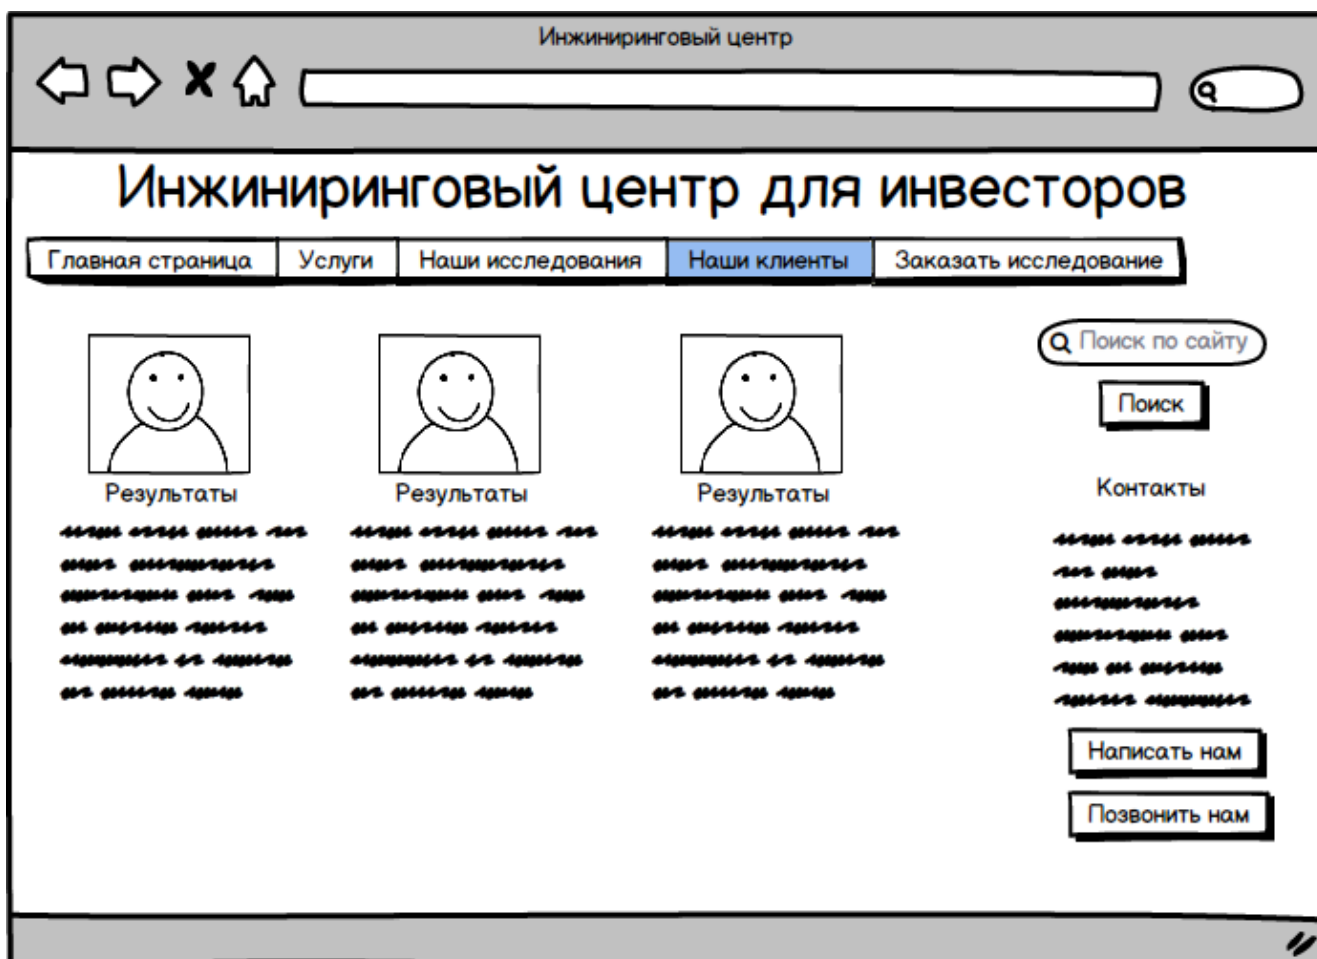 Инжиниринговый центр
Инжиниринговый центр для инвесторов
Главная страница Услуги Наши исследования Наши клиенты Заказать исследование
Поиск по сайту
Поиск
Результаты Результаты Результаты
Контакты
Написать нам
Позвонить нам